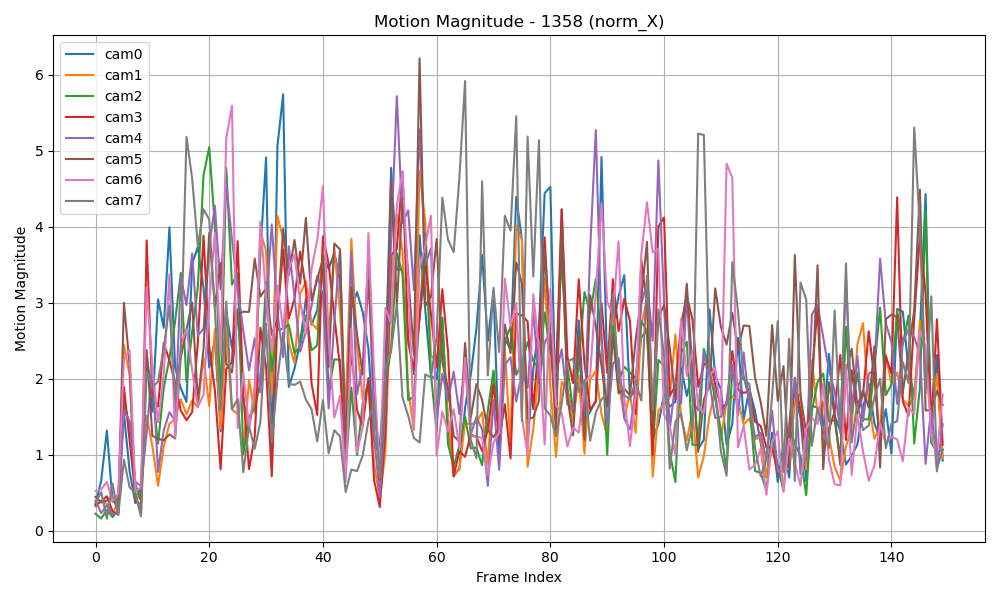 Motion Magnitude - 1358 (norm_X)
cam0
cam1
cam2
cam3
cam4
cam5
cam6
cam7
Motion Magnitude
6
5
4
3
2
1
0
0 20 40 60 80 100 120 140
Frame Index